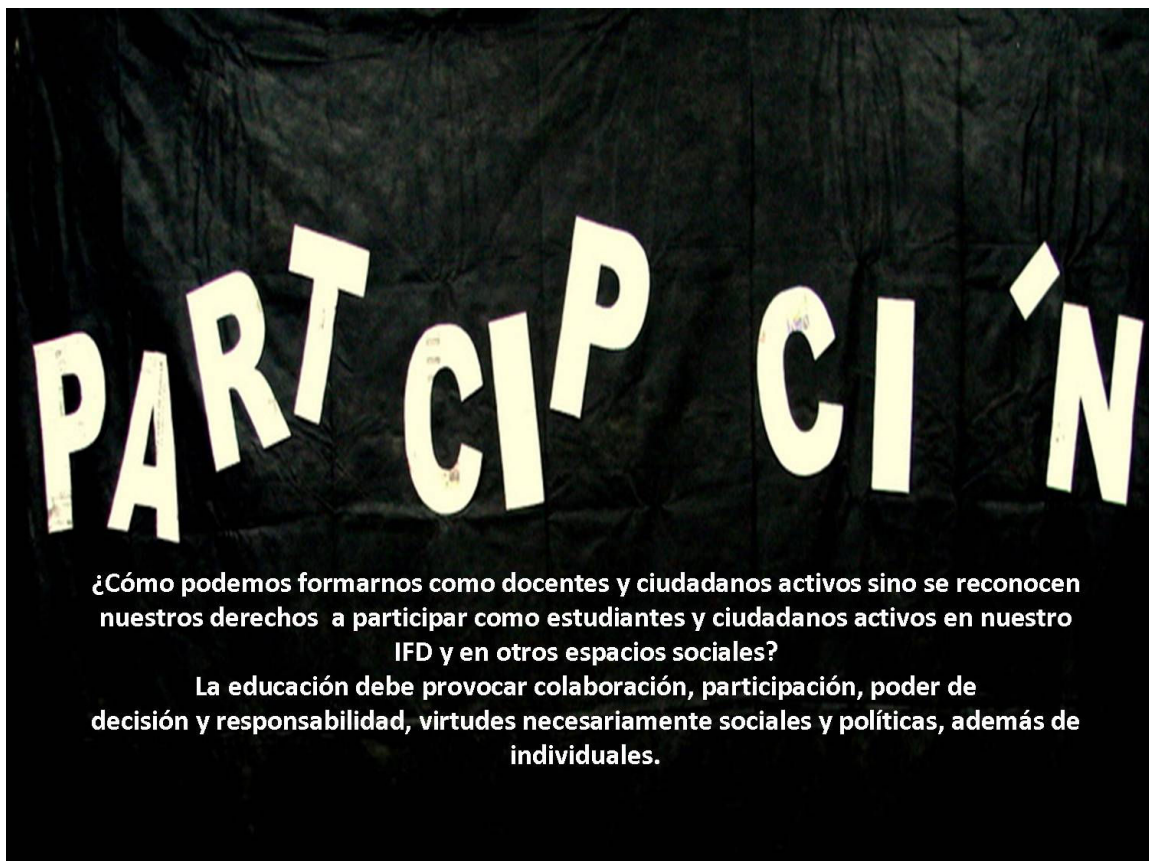 PART CIP CI ´N
¿Cómo podemos formarnos como docentes y ciudadanos activos sino se reconocen
nuestros derechos a participar como estudiantes y ciudadanos activos en nuestro
IFD y en otros espacios sociales?
La educación debe provocar colaboración, participación, poder de
decisión y responsabilidad, virtudes necesariamente sociales y políticas, además de
individuales.